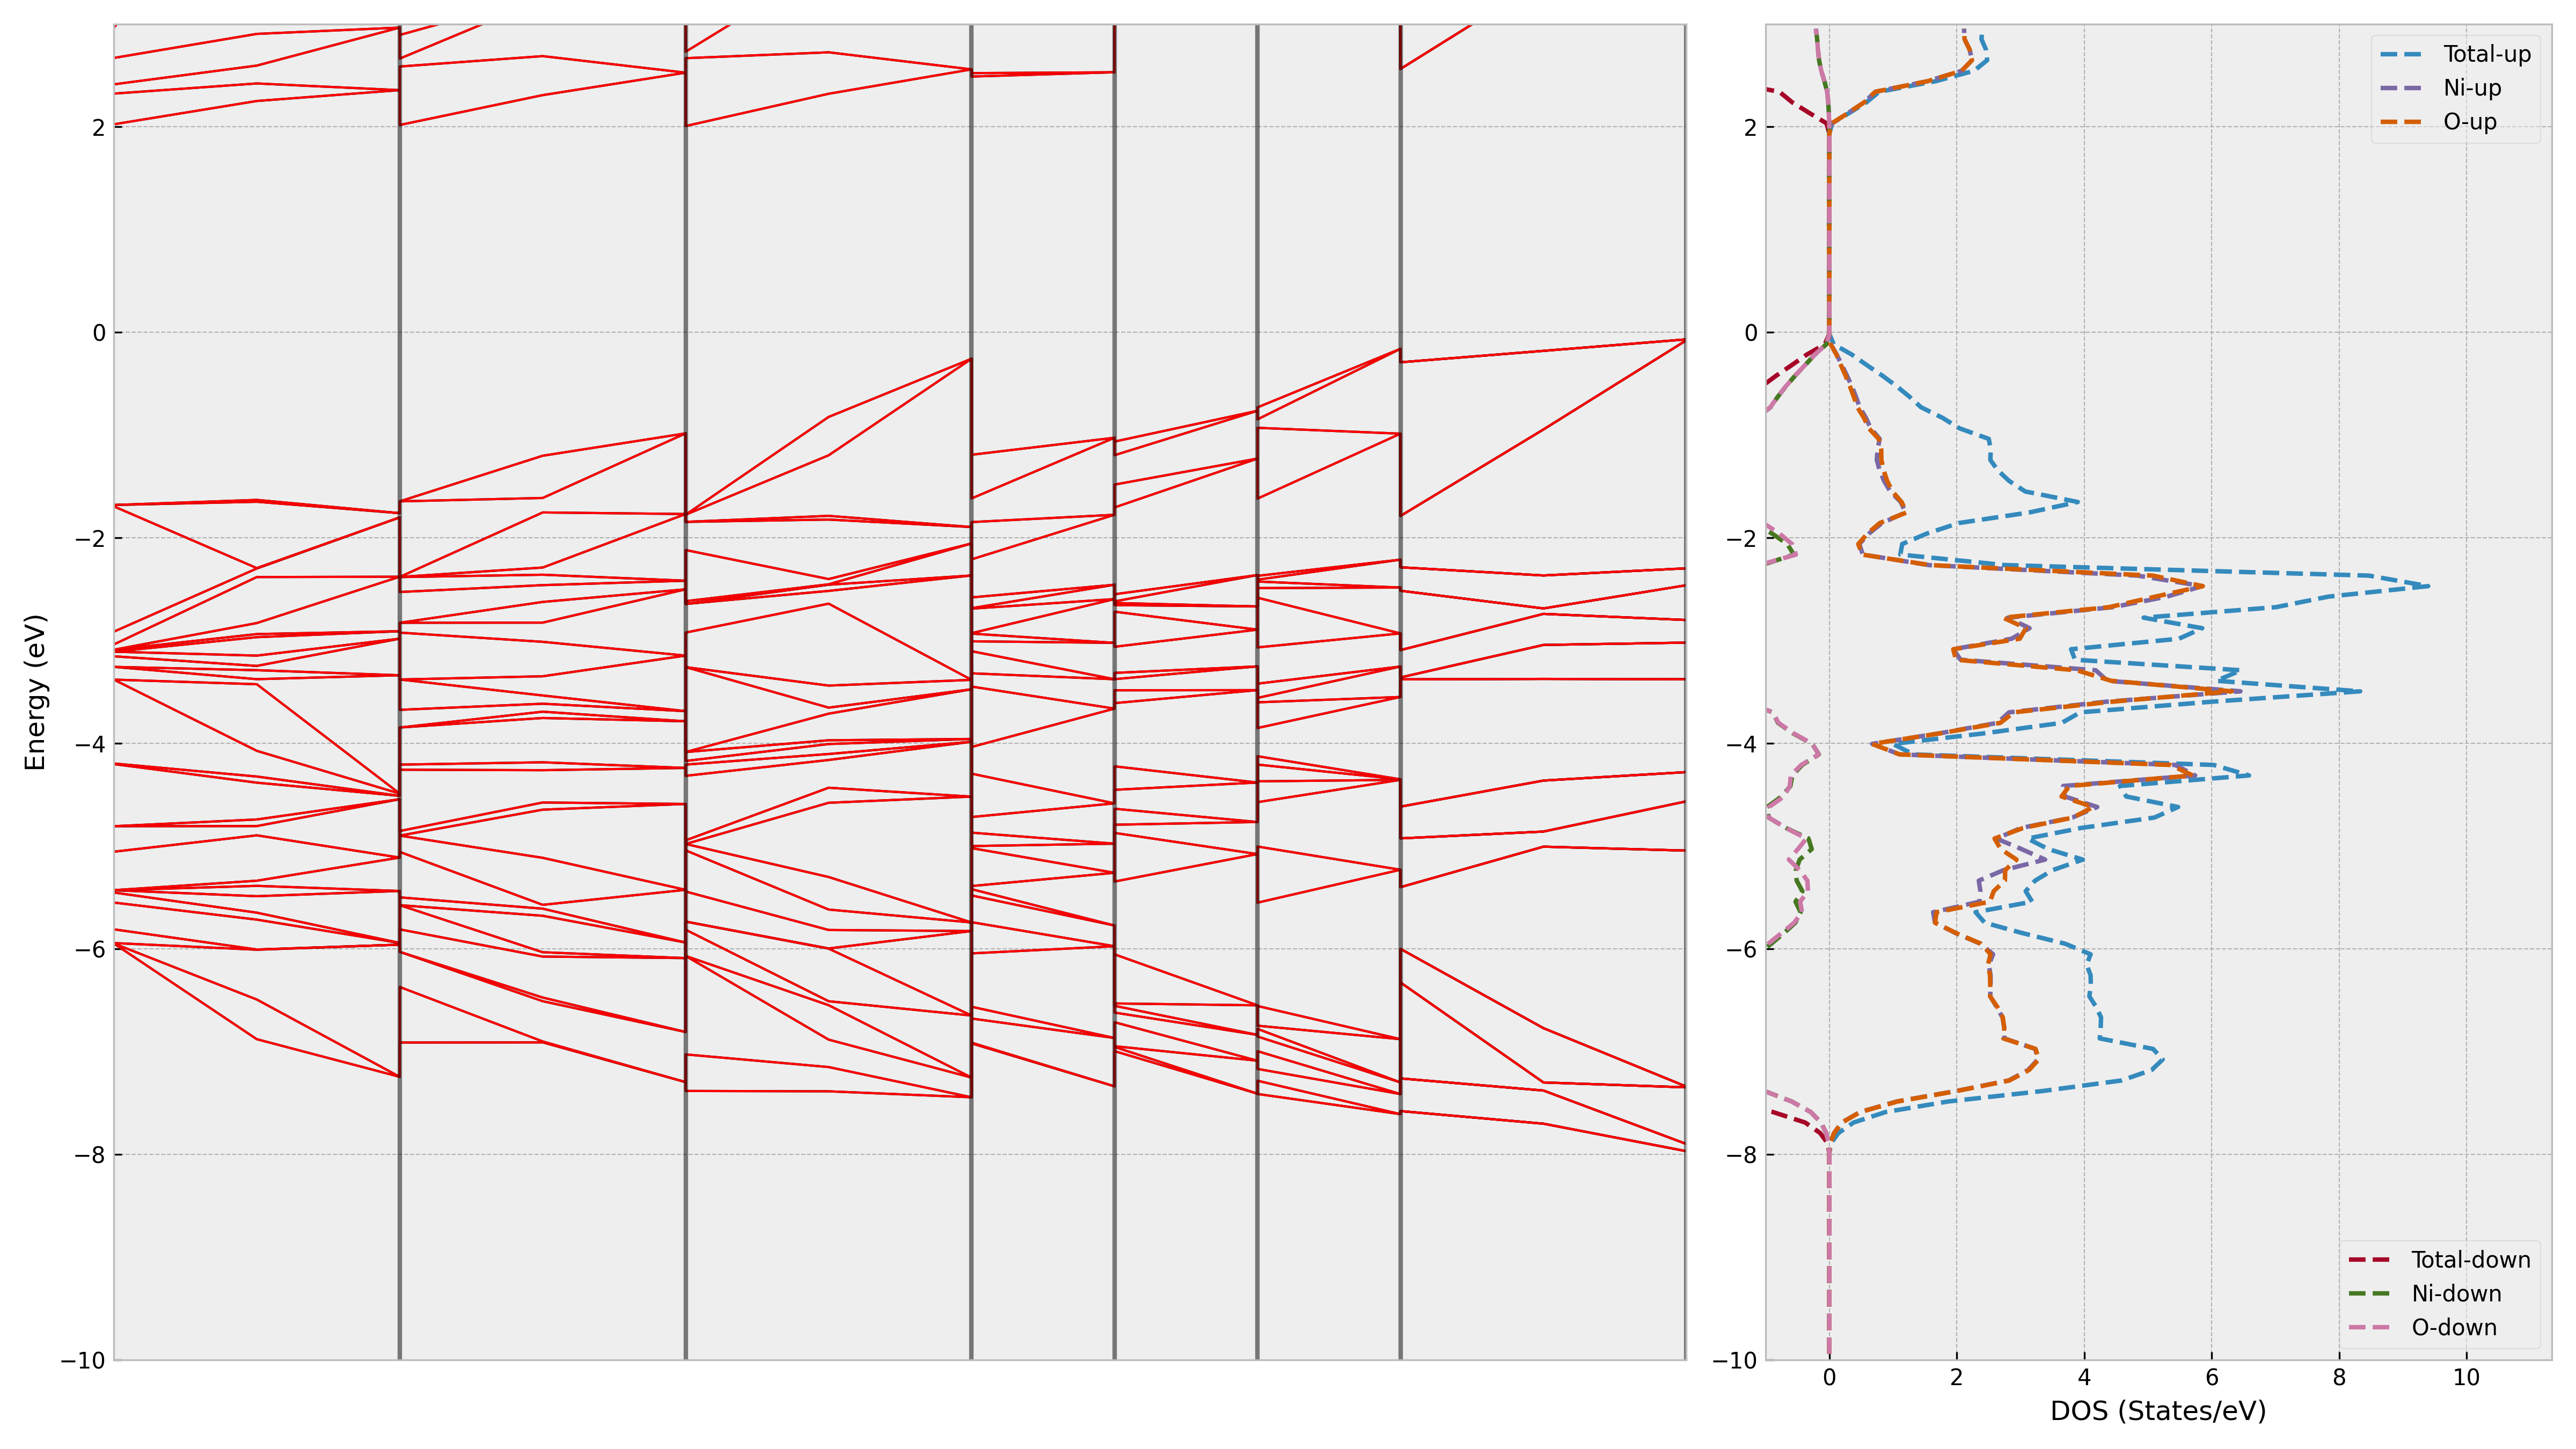 Energy (eV)
2
0
−2
−4
−6
−8
−10
2
0
−2
−4
−6
−8
−10
Total-up
Ni-up
O-up
Total-down
Ni-down
O-down
0 2 4 6 8 10
DOS (States/eV)